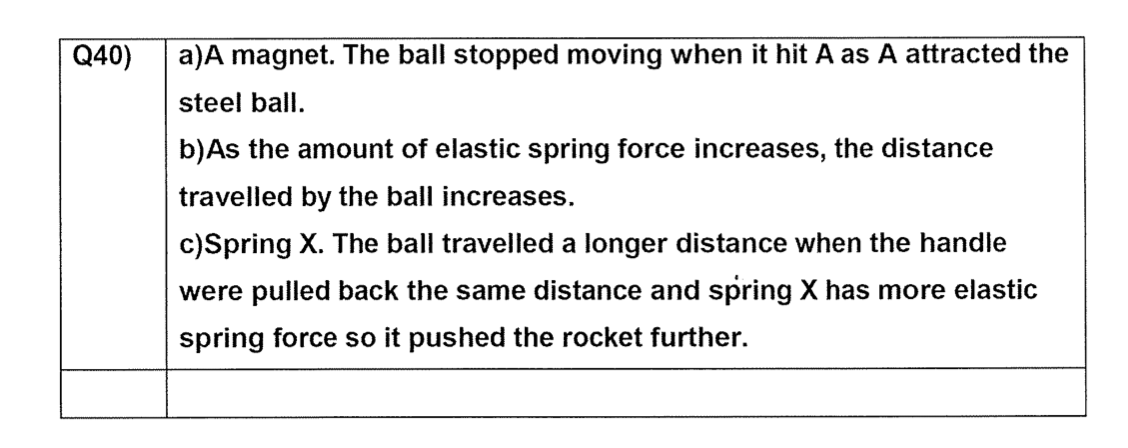 Q40) a)A magnet. The ball stopped moving when it hit A as A attracted the
steel ball.
b)As the amount of elastic spring force increases, the distance
travelled by the ball increases.
c)Spring X. The ball travelled a longer distance when the handle
were pulled back the same distance and spring X has more elastic
spring force so it pushed the rocket further.